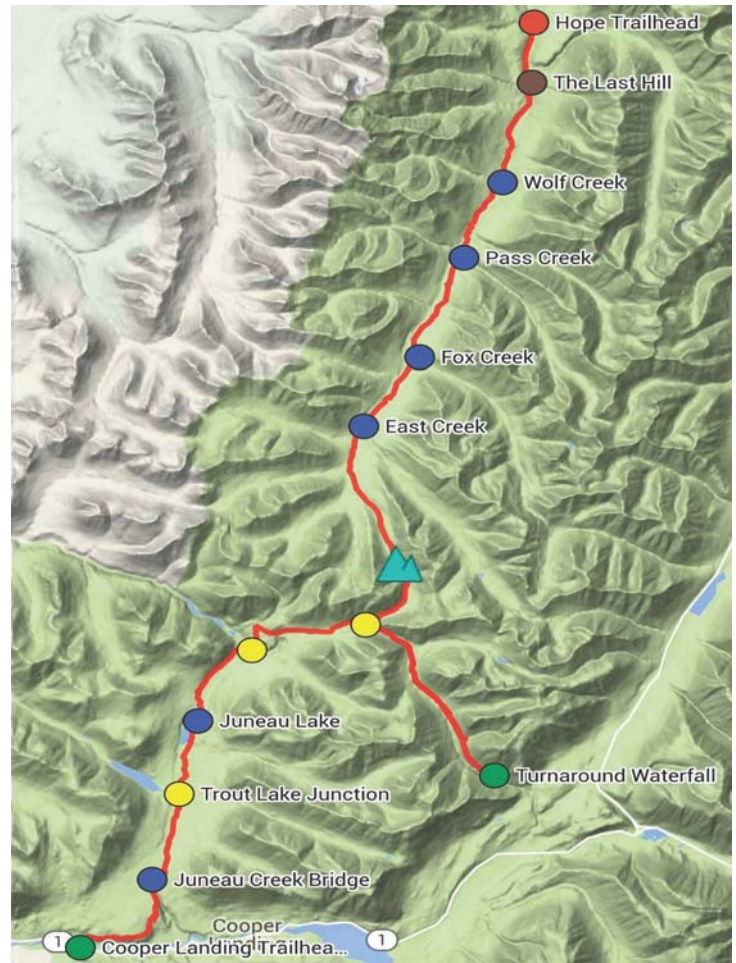 Hope Trailhead
The Last Hill
Wolf Creek
Pass Creek
Fox Creek
East Creek
Juneau Lake
Turnaround Waterfall
Trout Lake Junction
Juneau Creek Bridge
Cooper
1
1
Cooper Landing Trailhea...